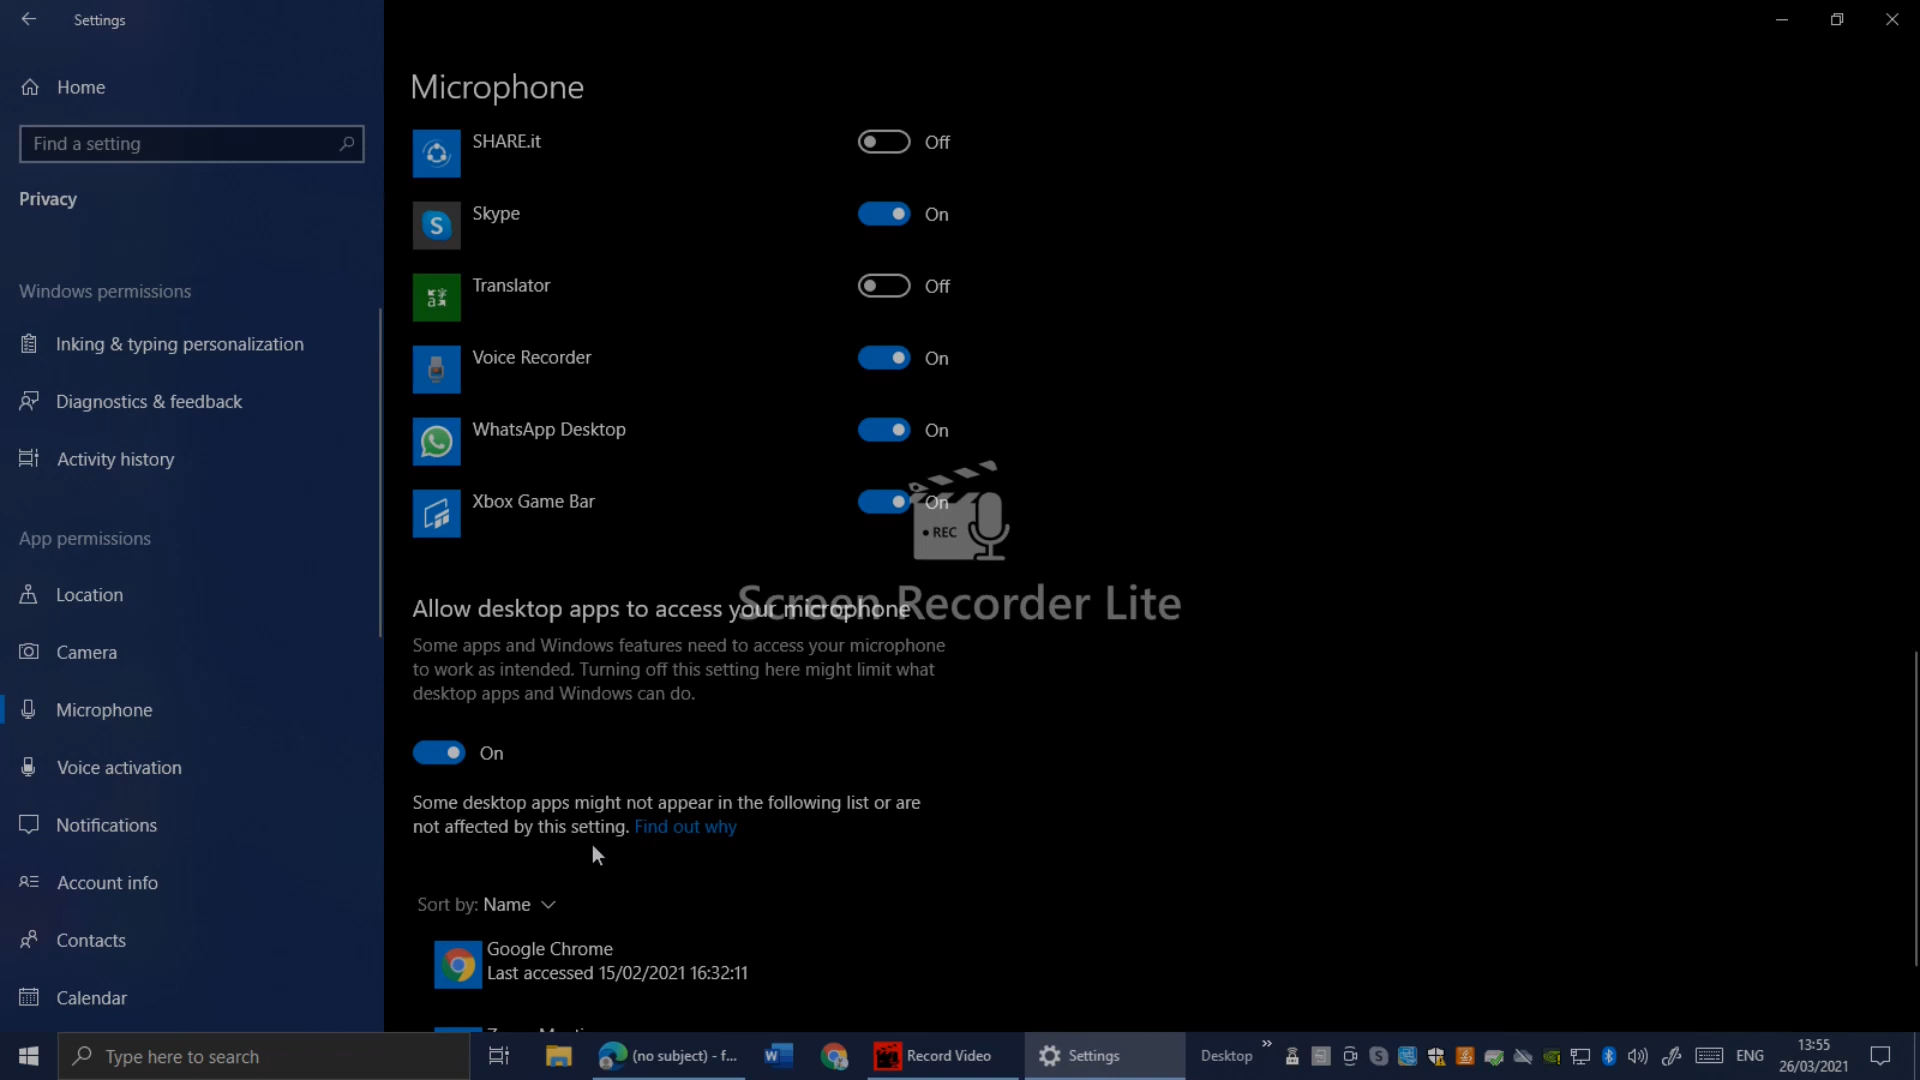 Settings
Home
Find a setting
Privacy
Windows permissions
Inking & typing personalization
Diagnostics & feedback
Activity history
App permissions
Location
Camera
Microphone
Voice activation
Notifications
Account info
Contacts
Calendar
Microphone
SHARE.it Off
Skype On
Translator Off
Voice Recorder On
WhatsApp Desktop On
Xbox Game Bar On
• REC
Screen Recorder Lite
Allow desktop apps to access your microphone
Some apps and Windows features need to access your microphone
to work as intended. Turning off this setting here might limit what
desktop apps and Windows can do.
On
Some desktop apps might not appear in the following list or are
not affected by this setting. Find out why
Sort by: Name
Google Chrome
Last accessed 15/02/2021 16:32:11
Type here to search
(no subject) - f...
Record Video
Settings
Desktop
ENG
13:55
26/03/2021